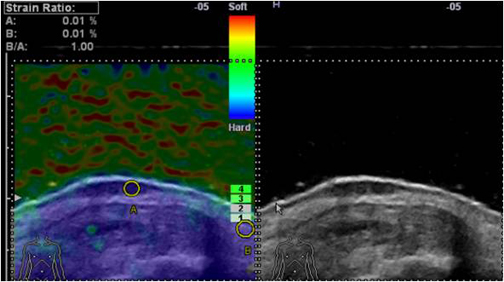 Strain Ratio:
A: 0.01 %
B: 0.01 %
B/A: 1.00
-05
Soft
Hard
4
3
2
1
A
B
H
-05